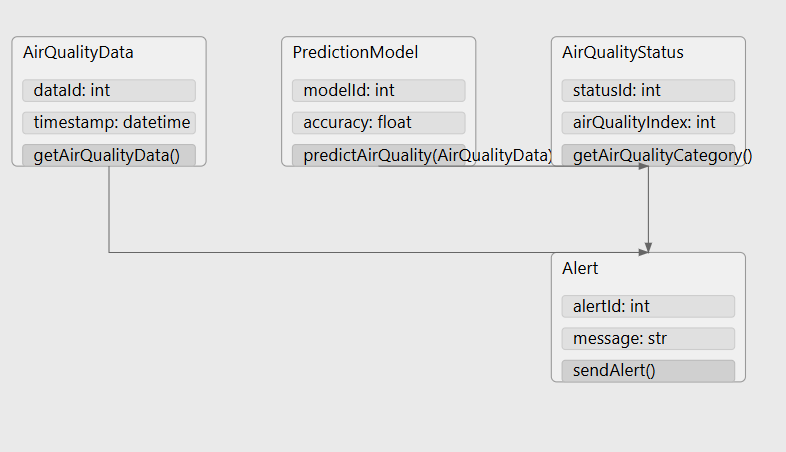 AirQualityData
dataId: int
timestamp: datetime
getAirQualityData()
PredictionModel
modelId: int
accuracy: float
predictAirQuality(AirQualityData)
AirQualityStatus
statusId: int
airQualityIndex: int
getAirQualityCategory()
Alert
alertId: int
message: str
sendAlert()